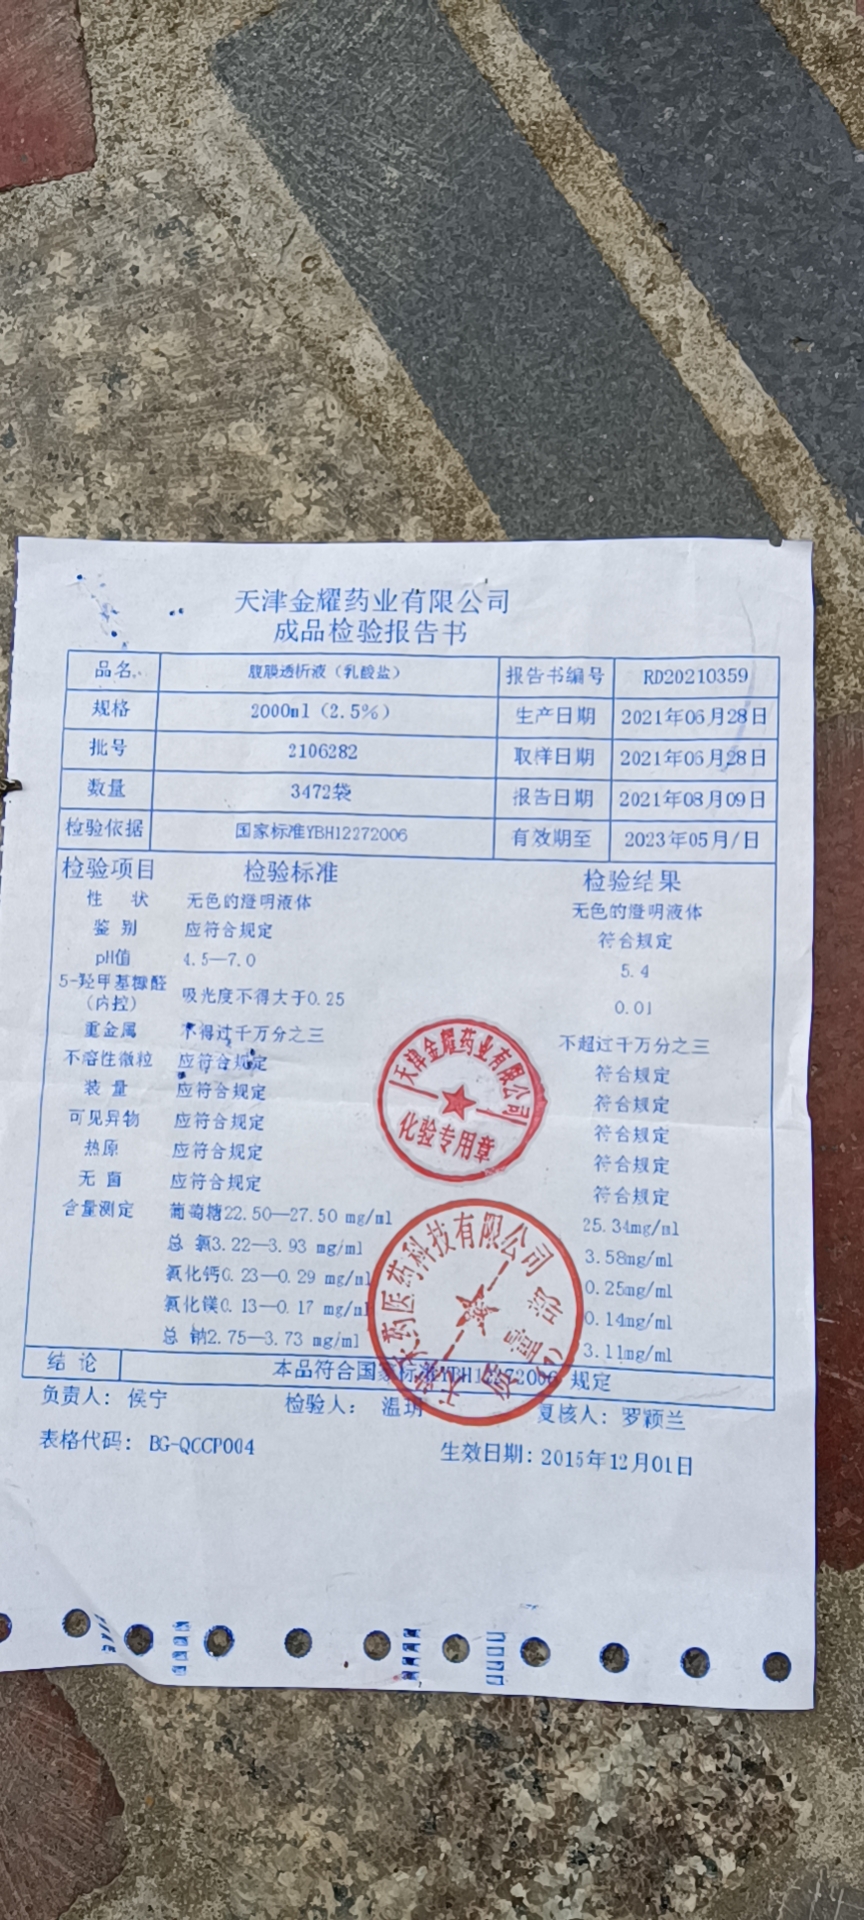 天津金耀药业有限公司
成品检验报告书
品名 腹膜透析液（乳酸盐） 报告书编号 RD20210359
规格 2000ml（2.5%） 生产日期 2021年06月28日
批号 2106282 取样日期 2021年06月28日
数量 3472袋 报告日期 2021年08月09日
检验依据 国家标准YBH12272006 有效期至 2023年05月/日
检验项目 检验标准 检验结果
性 状 无色的澄明液体 无色的澄明液体
鉴 别 应符合规定 符合规定
pH值 4.5—7.0 5.4
5-羟甲基糠醛
（内控） 吸光度不得大于0.25 0.01
重金属 不得过千万分之三 不超过千万分之三
不溶性微粒 应符合规定 符合规定
装 量 应符合规定 符合规定
可见异物 应符合规定 符合规定
热原 应符合规定 符合规定
无 菌 应符合规定 符合规定
含量测定 葡萄糖22.50—27.50 mg/ml 25.34mg/ml
总 氯3.22—3.93 mg/ml 3.58mg/ml
氯化钙0.23—0.29 mg/ml 0.25mg/ml
氯化镁0.13—0.17 mg/ml 0.14mg/ml
总 钠2.75—3.73 mg/ml 3.11mg/ml
结 论 本品符合国家标准YBH12272006 规定
负责人： 侯宁 检验人： 温玥 复核人：罗颖兰
表格代码： BG-QCCP004 生效日期：2015年12月01日
天津金耀药业有限公司
化验专用章
医药科技有限公司